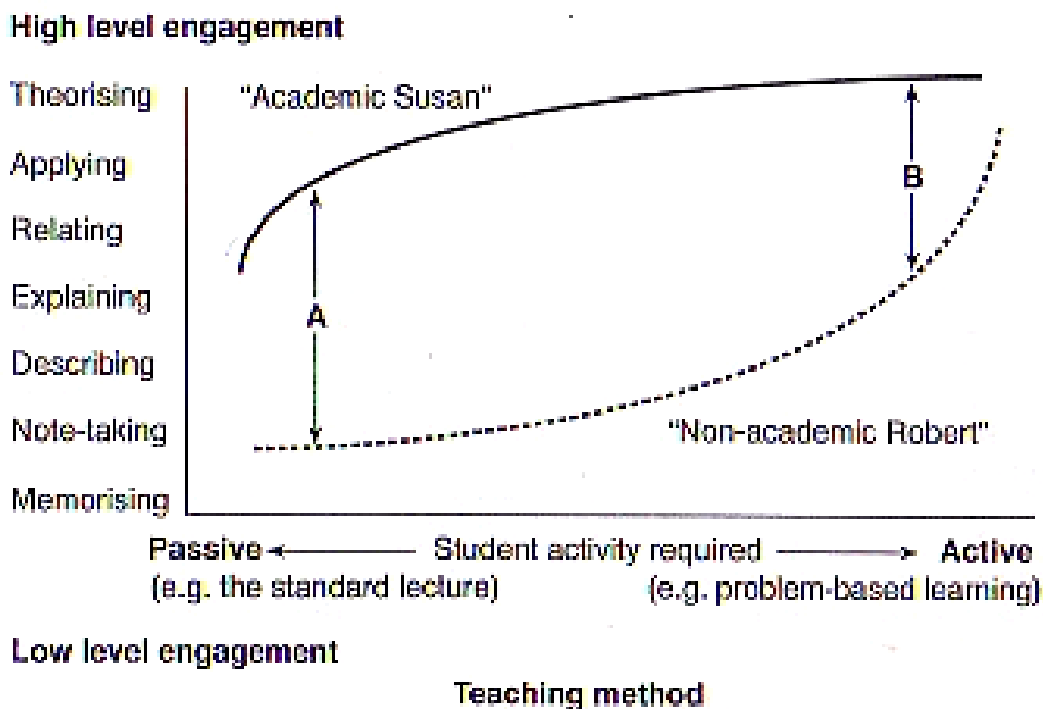 High level engagement
Theorising
"Academic Susan"
Applying
B
Relating
Explaining
A
Describing
Note-taking
"Non-academic Robert"
Memorising
Passive Student activity required Active
(e.g. the standard lecture) (e.g. problem-based learning)
Low level engagement
Teaching method